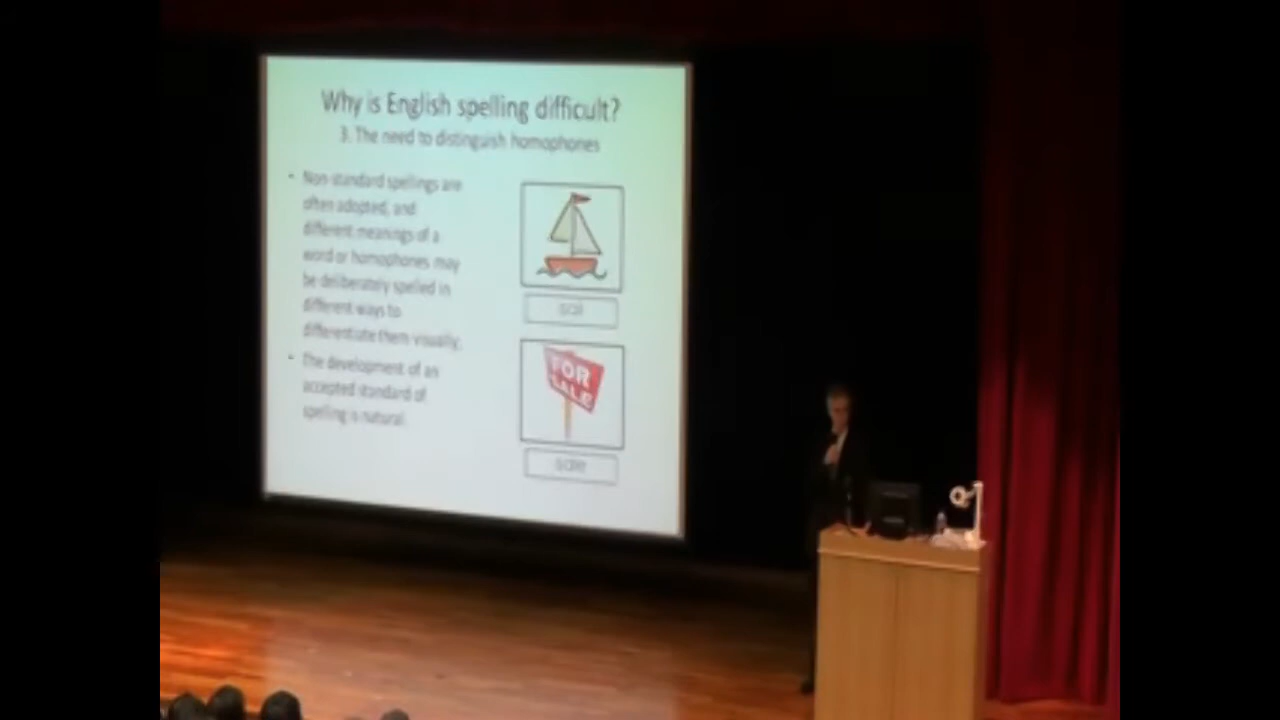 Why is English spelling difficult?
3. The need to distinguish homophones
• Non-standard spellings are
often adopted, and
different meanings of a
word or homophones may
be deliberately spelled in
different ways to
differentiate them visually.
• The development of an
accepted standard of
spelling is natural.
sail
FOR
SALE
sale